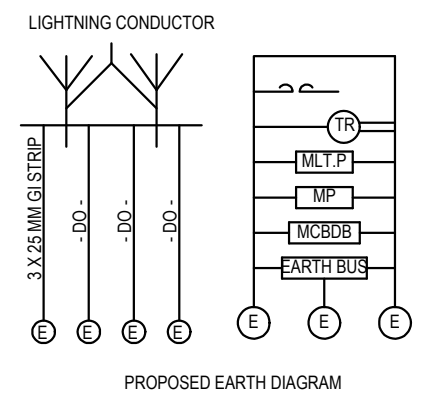 LIGHTNING CONDUCTOR
3 X 25 MM GI STRIP
- DO -
- DO -
- DO -
E
E
E
E
TR
MLT.P
MP
MCBDB
EARTH BUS
E
E
E
PROPOSED EARTH DIAGRAM